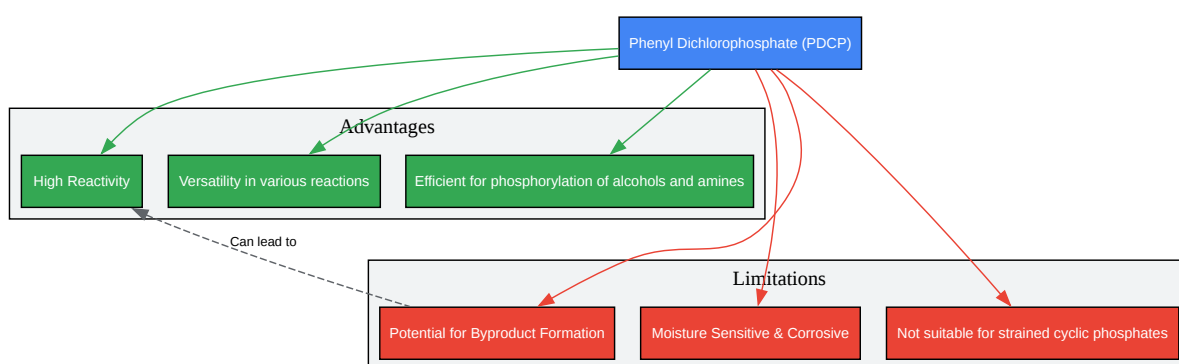 Phenyl Dichlorophosphate (PDCP)
Advantages
High Reactivity
Versatility in various reactions
Efficient for phosphorylation of alcohols and amines
Can lead to
Limitations
Potential for Byproduct Formation
Moisture Sensitive & Corrosive
Not suitable for strained cyclic phosphates